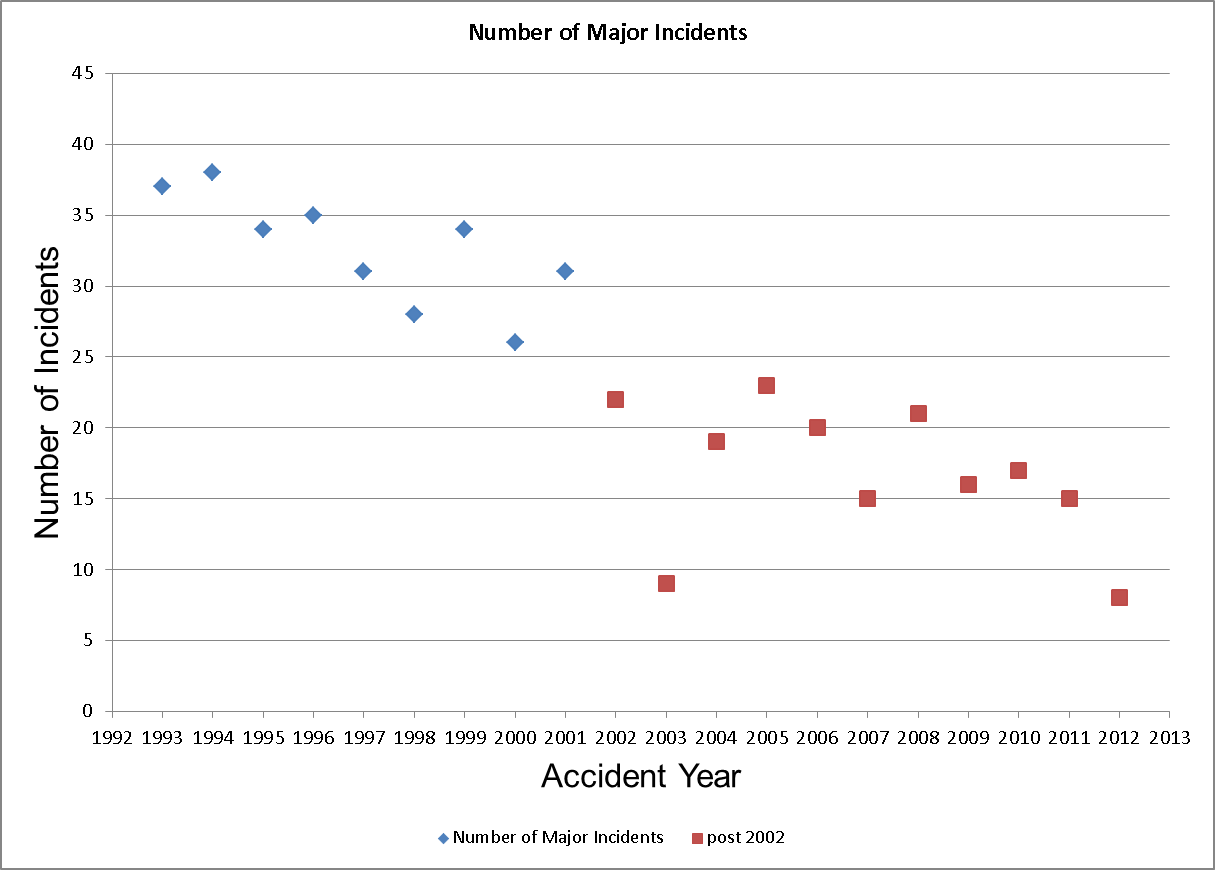 Number of Major Incidents
45
40
35
30
25
20
15
10
5
0
Number of Incidents
1992 1993 1994 1995 1996 1997 1998 1999 2000 2001 2002 2003 2004 2005 2006 2007 2008 2009 2010 2011 2012 2013
Accident Year
Number of Major Incidents post 2002